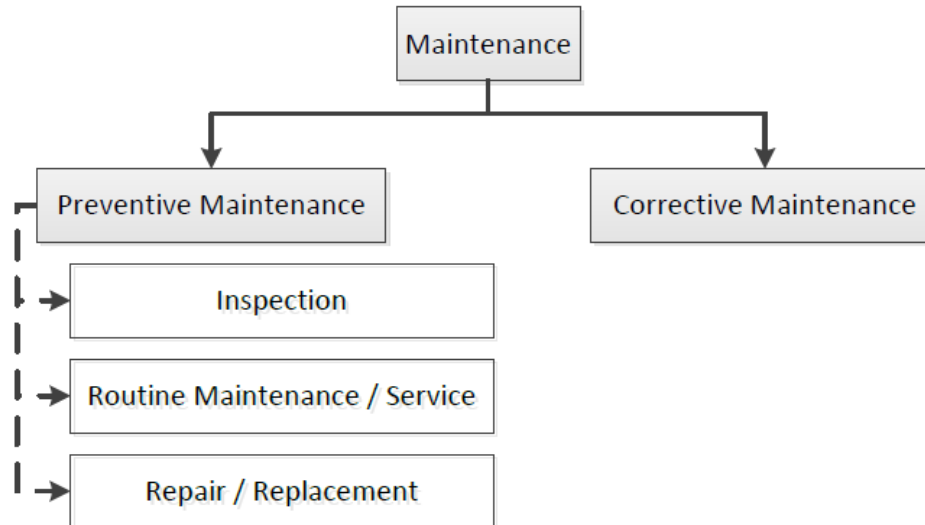 Maintenance
Preventive Maintenance
Corrective Maintenance
Inspection
Routine Maintenance / Service
Repair / Replacement